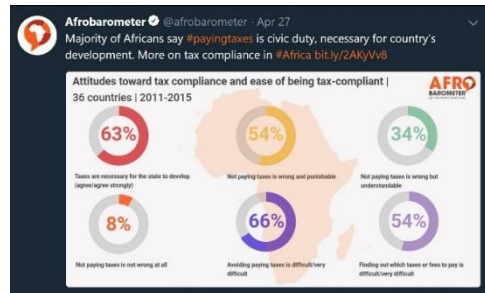 Afrobarometer @afrobarometer · Apr 27
Majority of Africans say #payingtaxes is civic duty, necessary for country's
development. More on tax compliance in #Africa bit.ly/2AKyVv8
Attitudes toward tax compliance and ease of being tax-compliant |
36 countries | 2011-2015
AFRO
BAROMETER
63%
54%
34%
Taxes are necessary for the state to develop
(agree/agree strongly)
Not paying taxes is wrong and punishable
Not paying taxes is wrong but
understandable
8%
66%
54%
Not paying taxes is not wrong at all
Avoiding paying taxes is difficult/very
difficult
Finding out which taxes or fees to pay is
difficult/very difficult